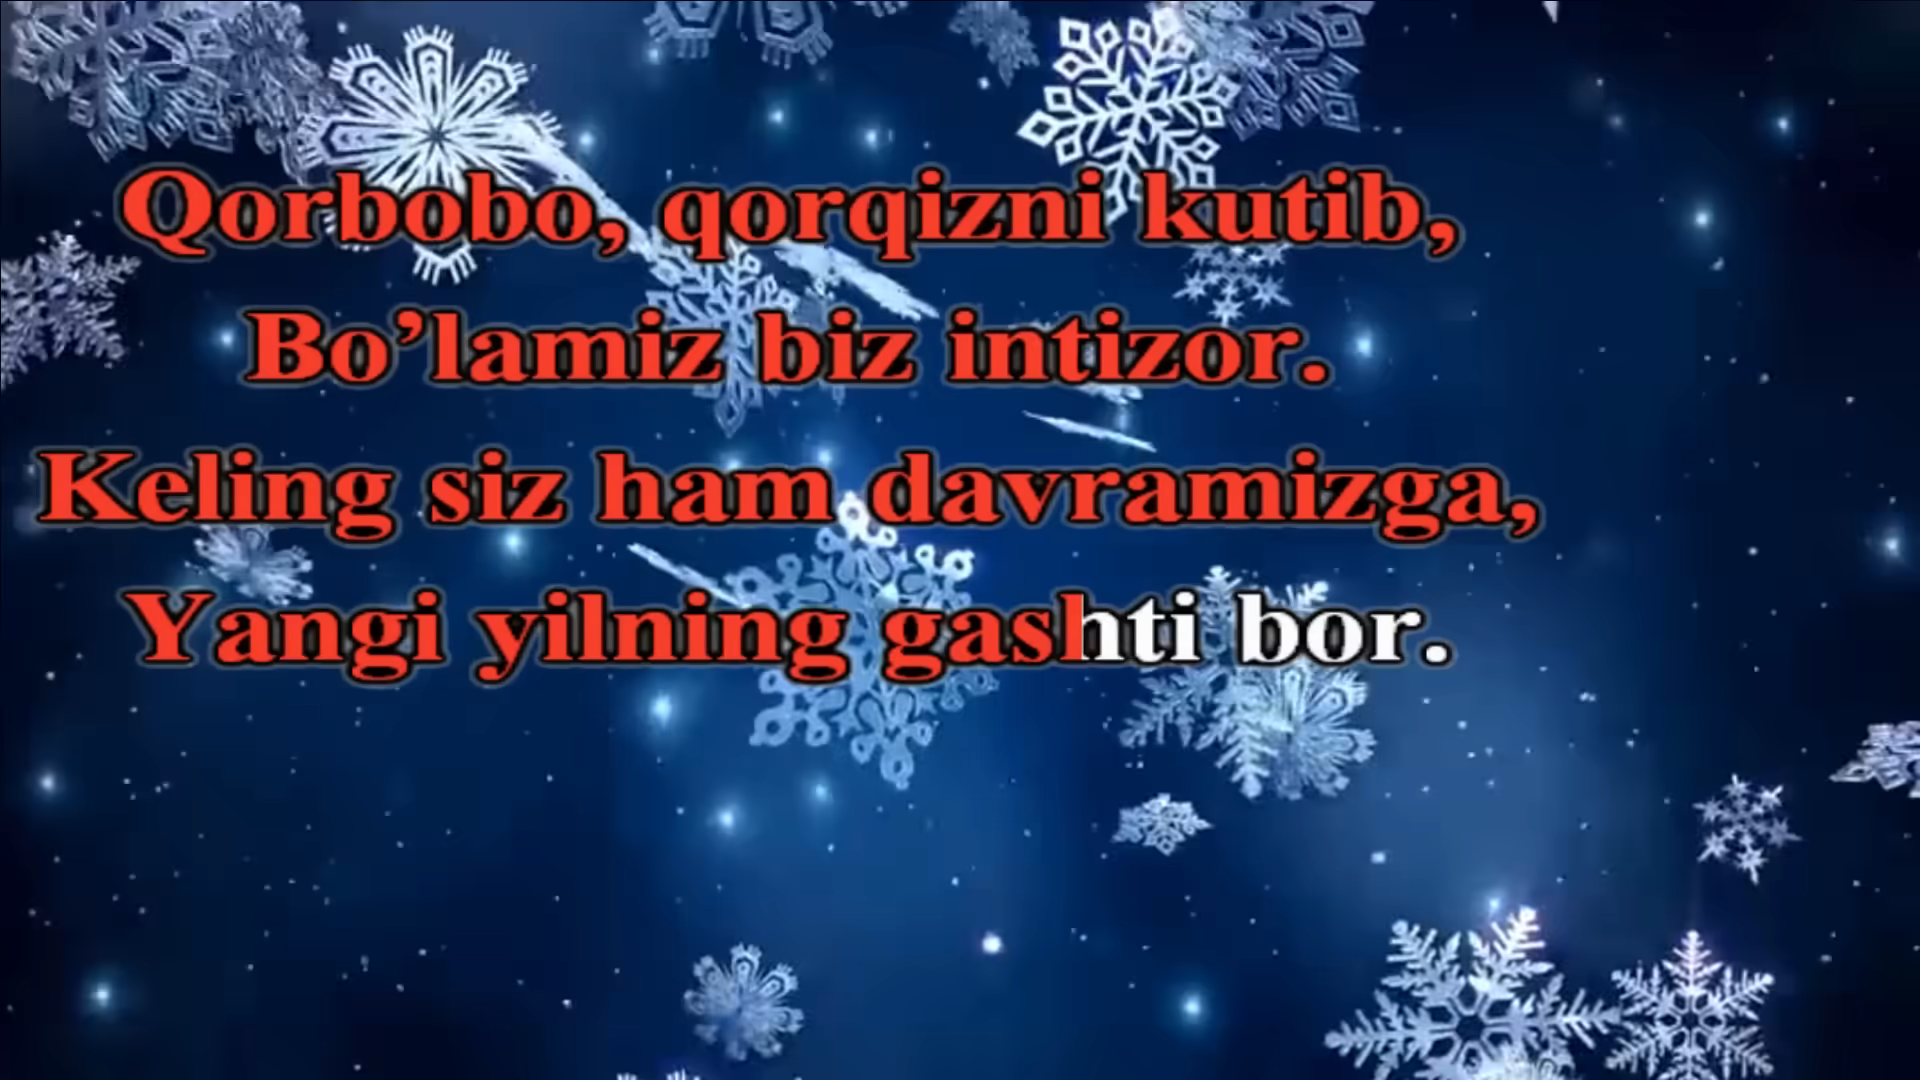 Qorbobo, qorqizni kutib,
Bo’lamiz biz intizor.
Keling siz ham davramizga,
Yangi yilning gashti bor.